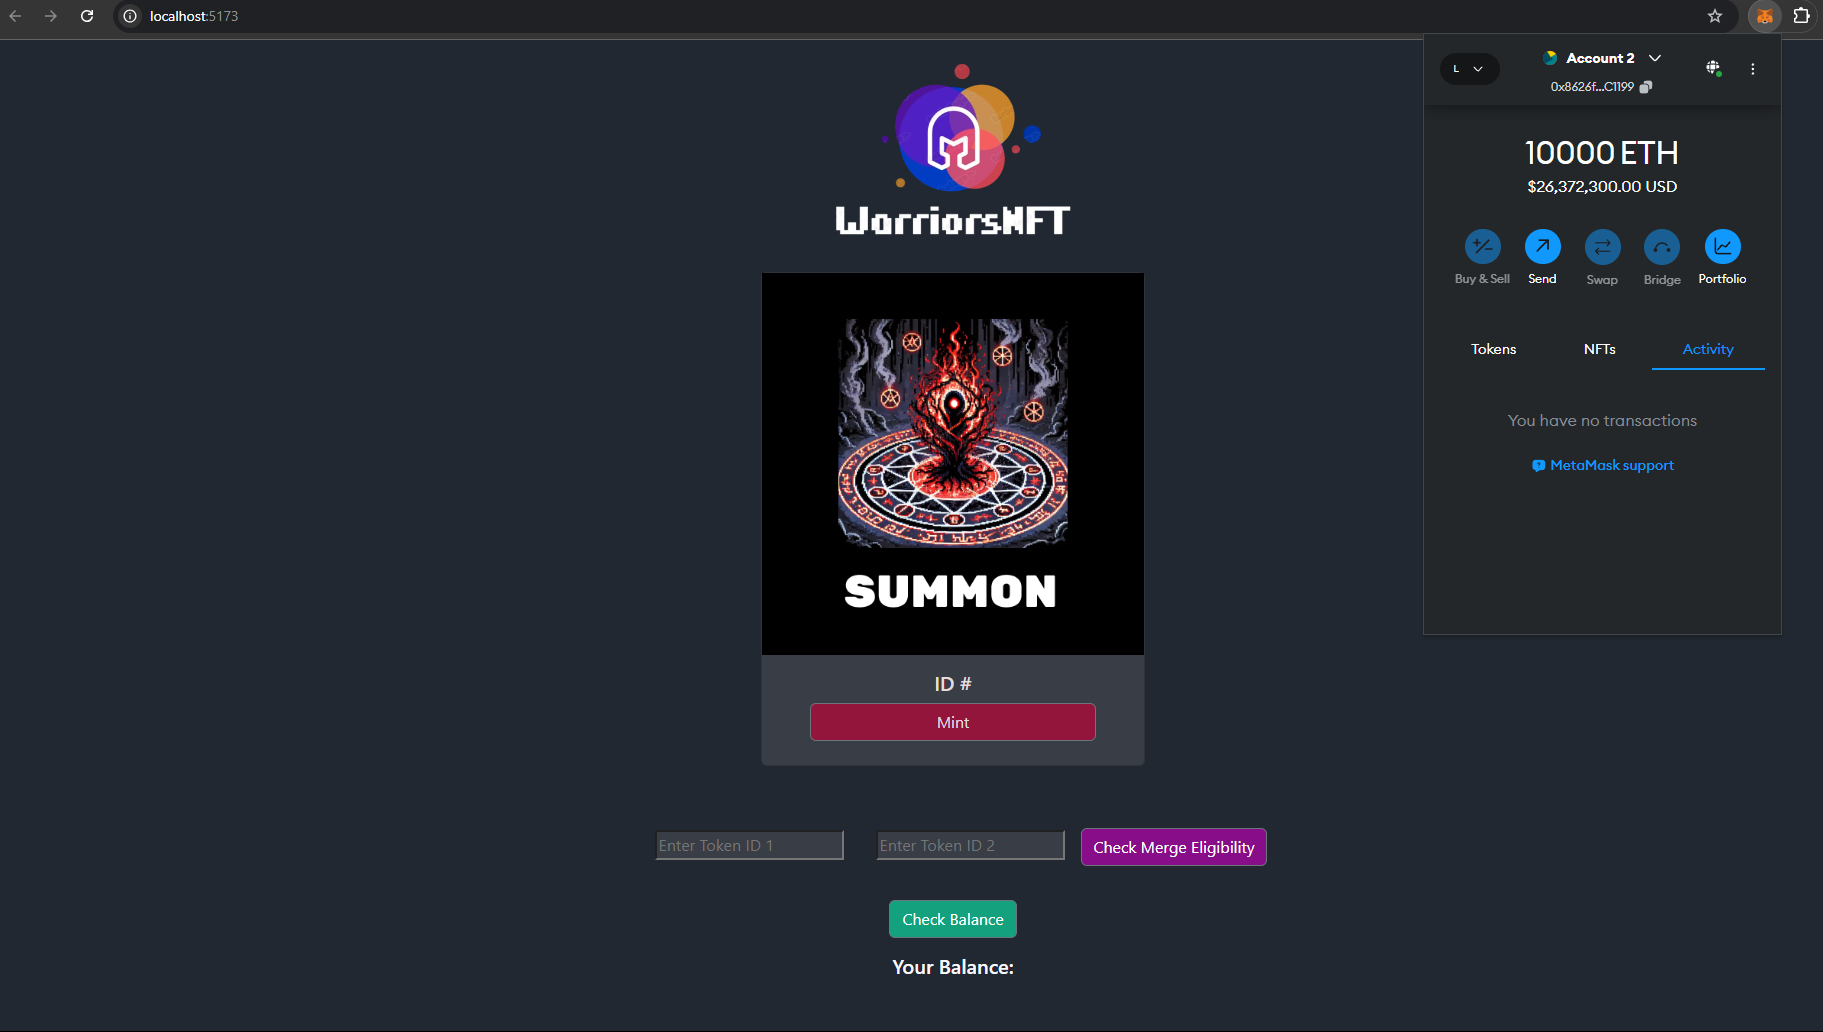 localhost:5173
L
Account 2
0x8626f...C1199
10000 ETH
$26,372,300.00 USD
Buy & Sell
Send
Swap
Bridge
Portfolio
Tokens
NFTs
Activity
You have no transactions
MetaMask support
WarriorsNFT
SUMMON
ID #
Mint
Enter Token ID 1
Enter Token ID 2
Check Merge Eligibility
Check Balance
Your Balance: